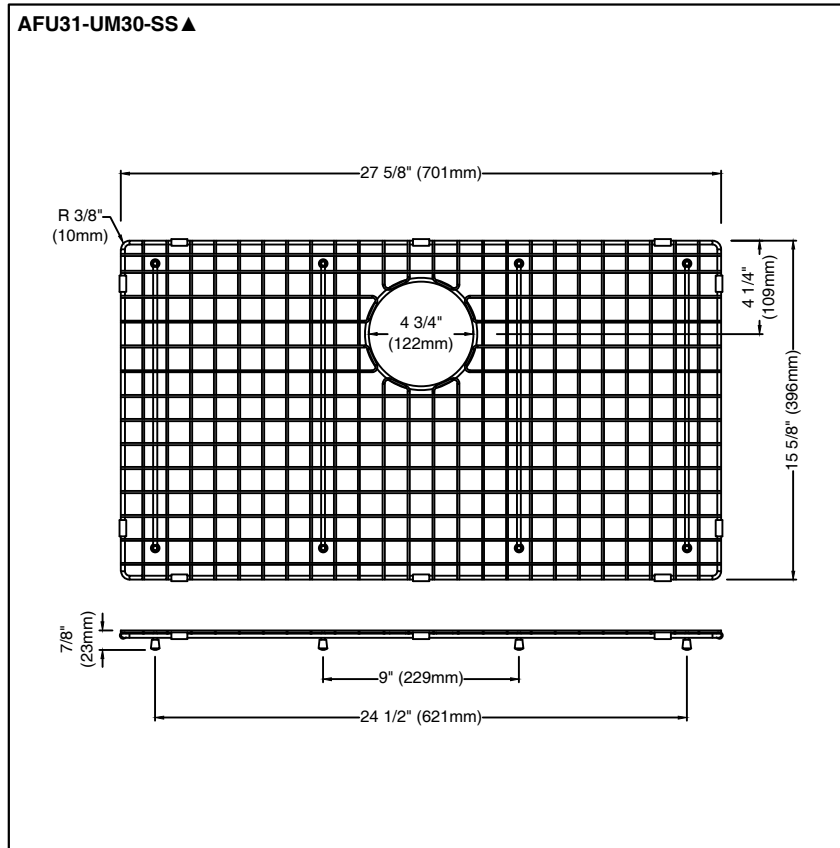 AFU31-UM30-SS▲
27 5/8" (701mm)
R 3/8"
(10mm)
4 1/4"
(109mm)
4 3/4"
(122mm)
15 5/8" (396mm)
7/8"
(23mm)
9" (229mm)
24 1/2" (621mm)